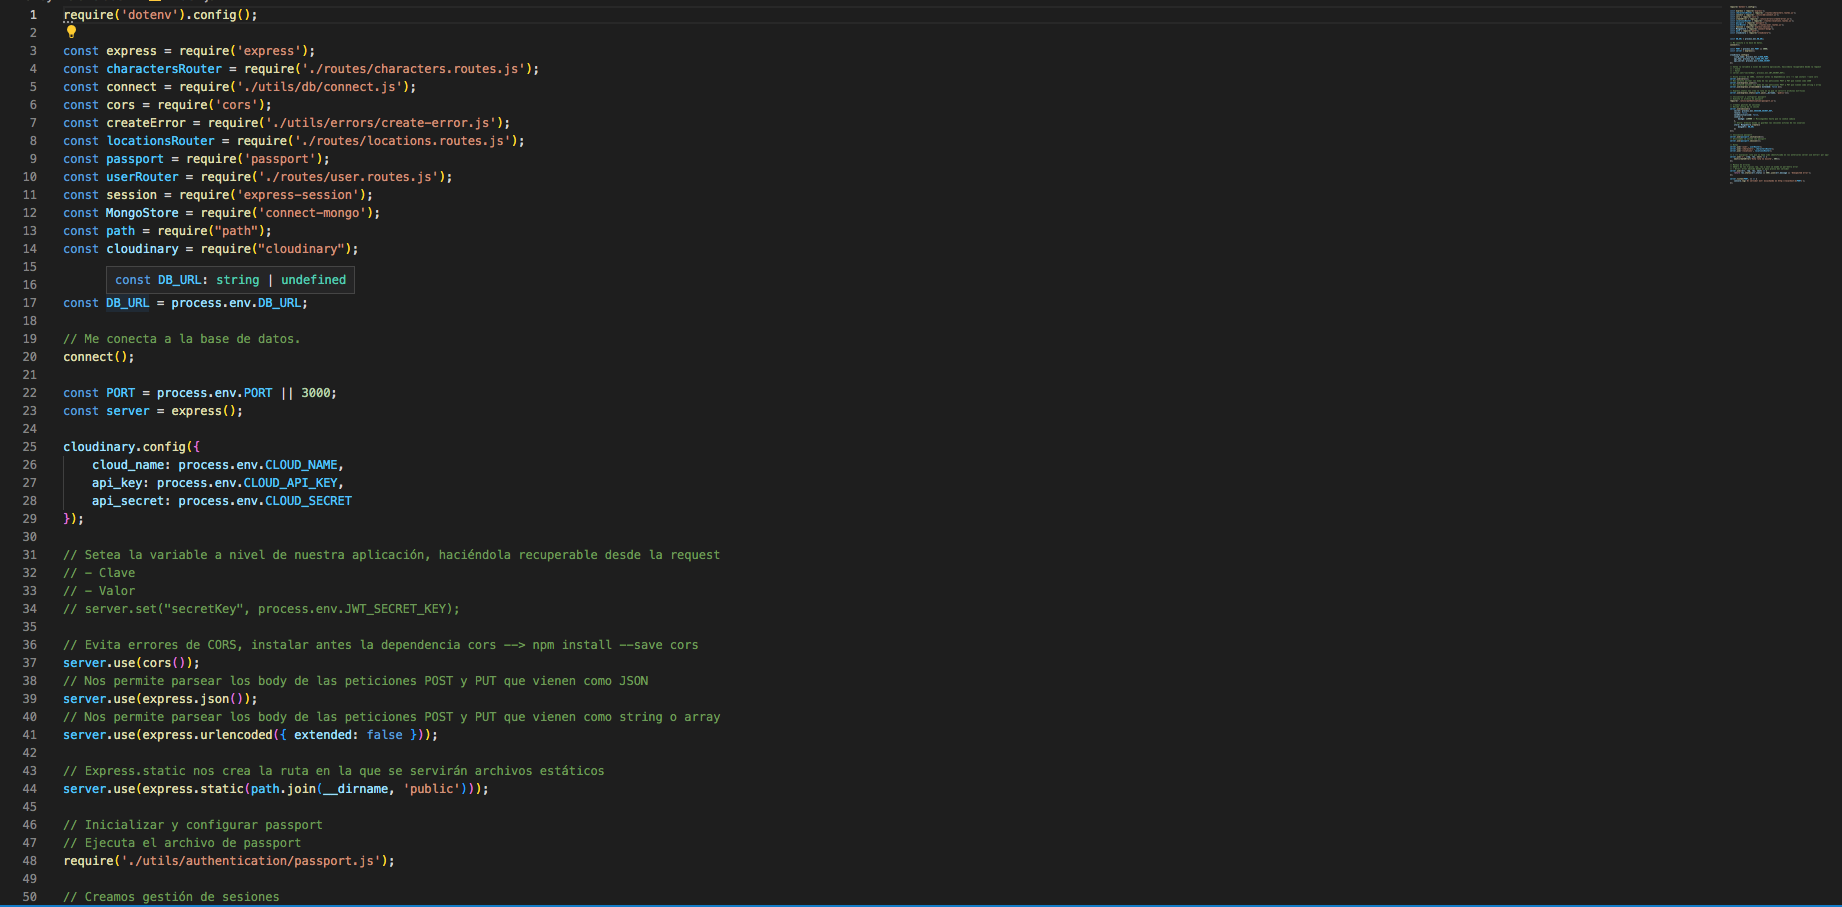 1 require('dotenv').config();
2
3 const express = require('express');
4 const charactersRouter = require('./routes/characters.routes.js');
5 const connect = require('./utils/db/connect.js');
6 const cors = require('cors');
7 const createError = require('./utils/errors/create-error.js');
8 const locationsRouter = require('./routes/locations.routes.js');
9 const passport = require('passport');
10 const userRouter = require('./routes/user.routes.js');
11 const session = require('express-session');
12 const MongoStore = require('connect-mongo');
13 const path = require("path");
14 const cloudinary = require("cloudinary");
15
const DB_URL: string | undefined
16
17 const DB_URL = process.env.DB_URL;
18
19 // Me conecta a la base de datos.
20 connect();
21
22 const PORT = process.env.PORT || 3000;
23 const server = express();
24
25 cloudinary.config({
26 cloud_name: process.env.CLOUD_NAME,
27 api_key: process.env.CLOUD_API_KEY,
28 api_secret: process.env.CLOUD_SECRET
29 });
30
31 // Setea la variable a nivel de nuestra aplicación, haciéndola recuperable desde la request
32 // - Clave
33 // - Valor
34 // server.set("secretKey", process.env.JWT_SECRET_KEY);
35
36 // Evita errores de CORS, instalar antes la dependencia cors --> npm install --save cors
37 server.use(cors());
38 // Nos permite parsear los body de las peticiones POST y PUT que vienen como JSON
39 server.use(express.json());
40 // Nos permite parsear los body de las peticiones POST y PUT que vienen como string o array
41 server.use(express.urlencoded({ extended: false }));
42
43 // Express.static nos crea la ruta en la que se servirán archivos estáticos
44 server.use(express.static(path.join(__dirname, 'public')));
45
46 // Inicializar y configurar passport
47 // Ejecuta el archivo de passport
48 require('./utils/authentication/passport.js');
49
50 // Creamos gestión de sesiones